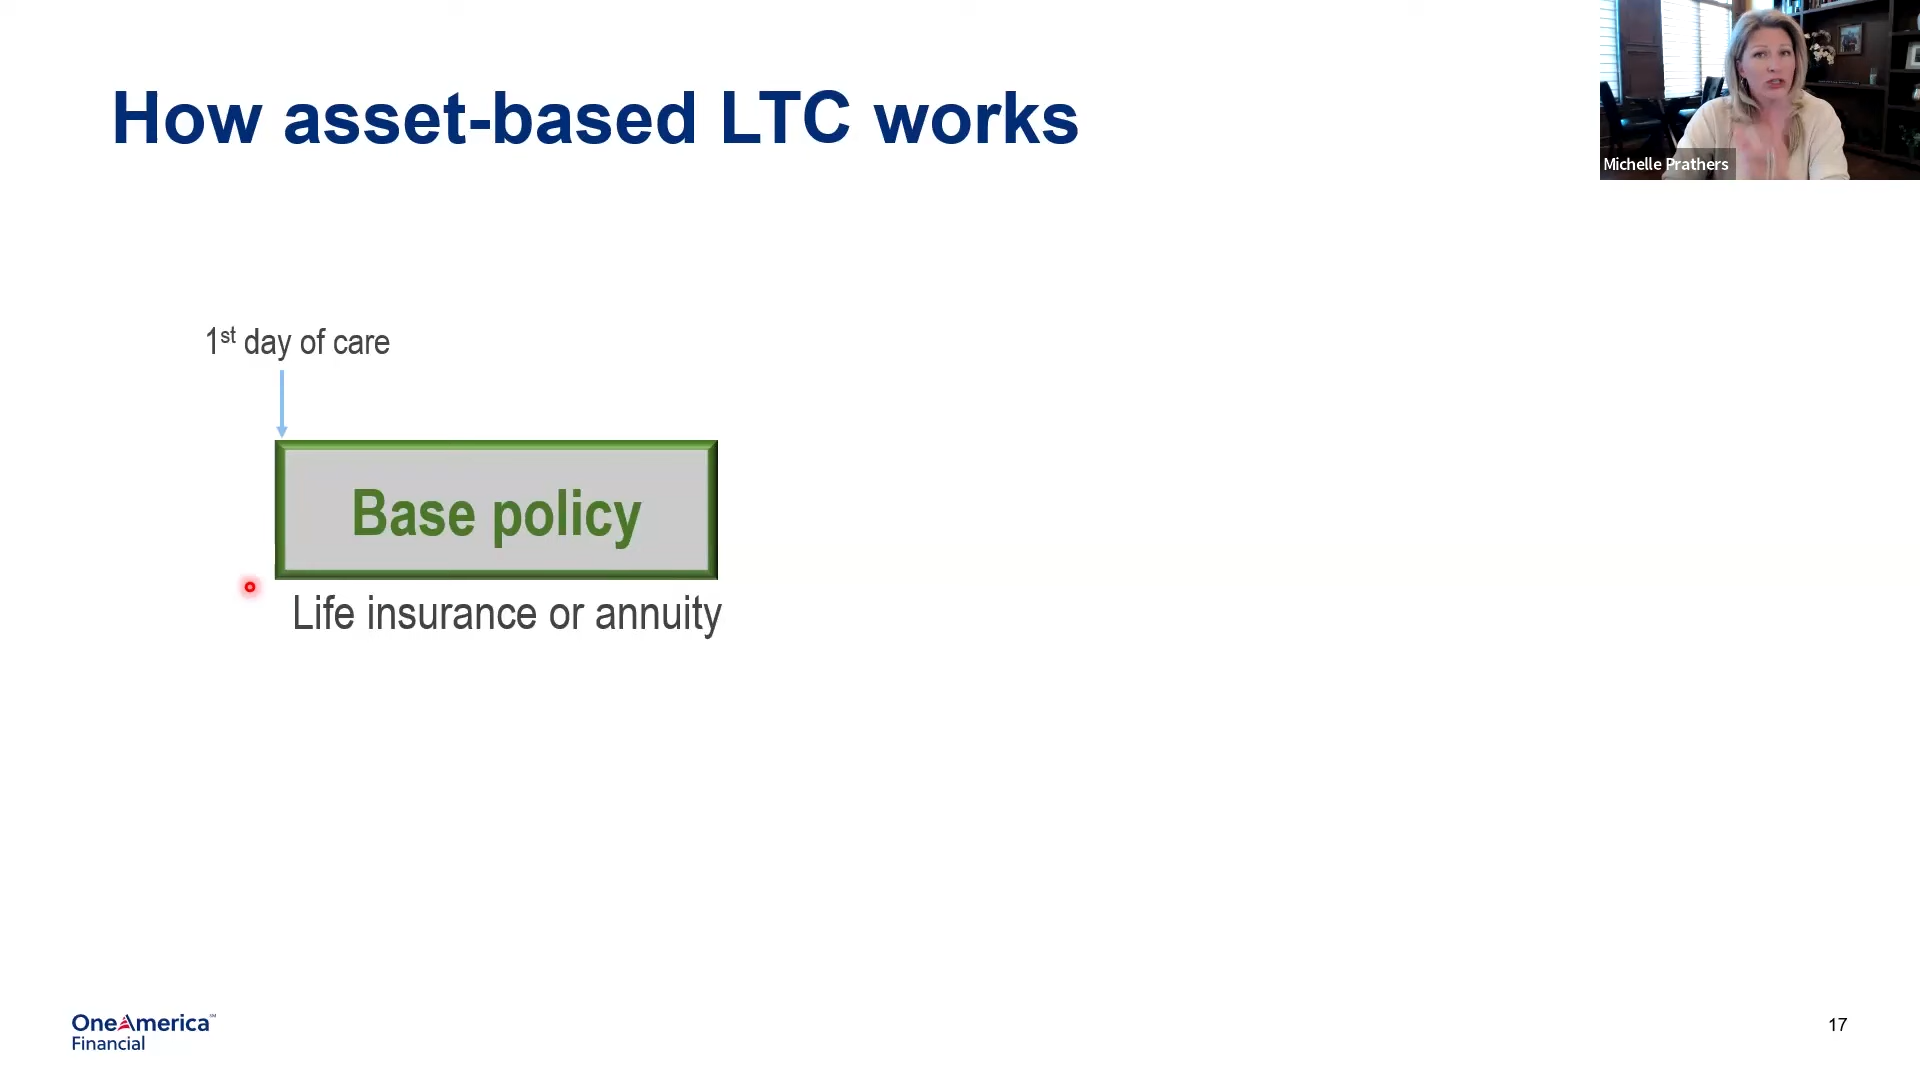 How asset-based LTC works
Michelle Prathers
1st day of care
Base policy
Life insurance or annuity
OneAmerica℠
Financial
17